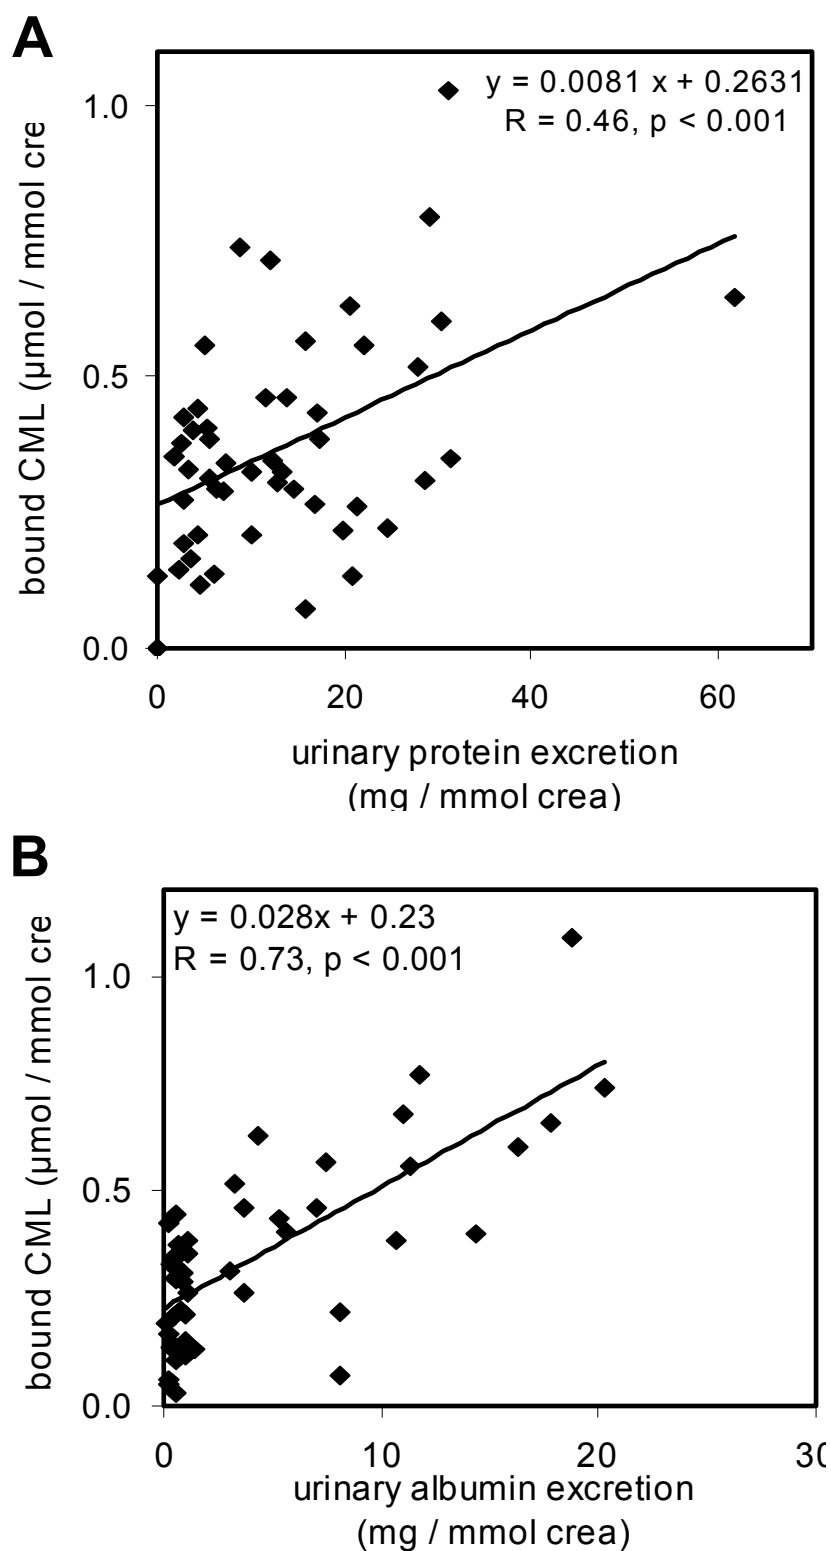 A
y = 0.0081 x + 0.2631
R = 0.46, p < 0.001
bound CML (µmol / mmol cre
1.0
0.5
0.0
0 20 40 60
urinary protein excretion
(mg / mmol crea)
B
y = 0.028x + 0.23
R = 0.73, p < 0.001
bound CML (µmol / mmol cre
1.0
0.5
0.0
0 10 20 30
urinary albumin excretion
(mg / mmol crea)